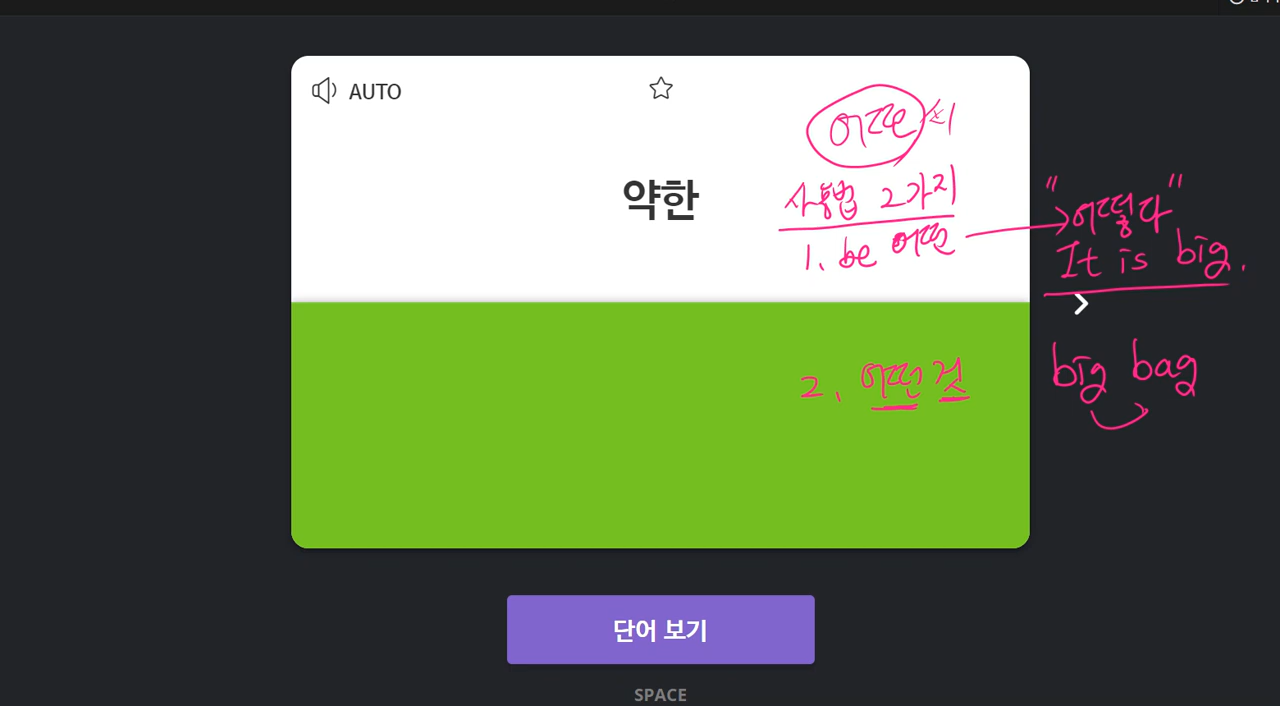 AUTO
어떤
약한
사용법 2가지
1. be 어떤
"어떻다"
It is big.
2. 어떤 것
big bag
단어 보기
SPACE